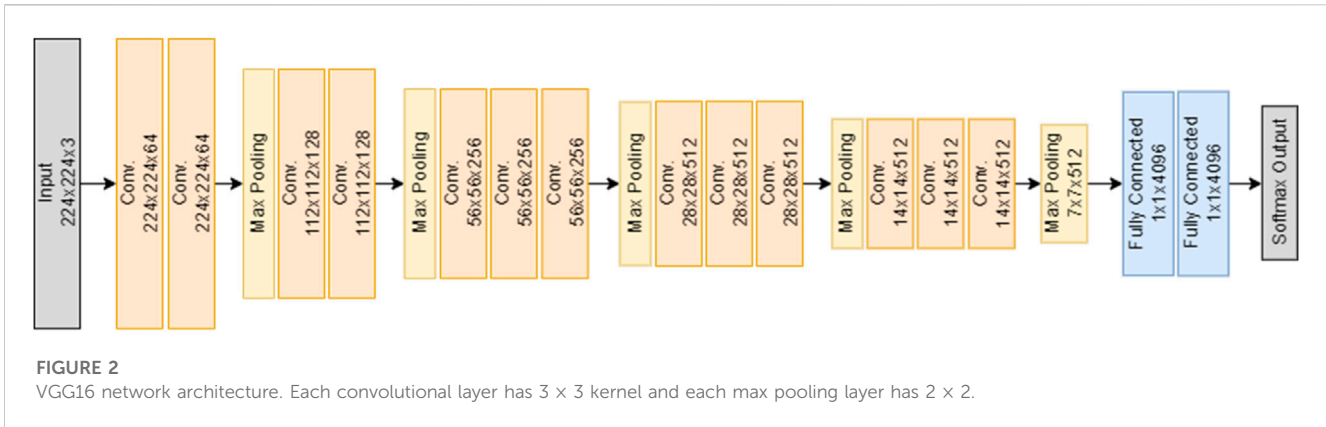 Input
224x224x3
Conv.
224x224x64
Conv.
224x224x64
Max Pooling
Conv.
112x112x128
Conv.
112x112x128
Max Pooling
Conv.
56x56x256
Conv.
56x56x256
Conv.
56x56x256
Max Pooling
Conv.
28x28x512
Conv.
28x28x512
Conv.
28x28x512
Max Pooling
Conv.
14x14x512
Conv.
14x14x512
Conv.
14x14x512
Max Pooling
7x7x512
Fully Connected
1x1x4096
Fully Connected
1x1x4096
Softmax Output
FIGURE 2
VGG16 network architecture. Each convolutional layer has 3 × 3 kernel and each max pooling layer has 2 × 2.